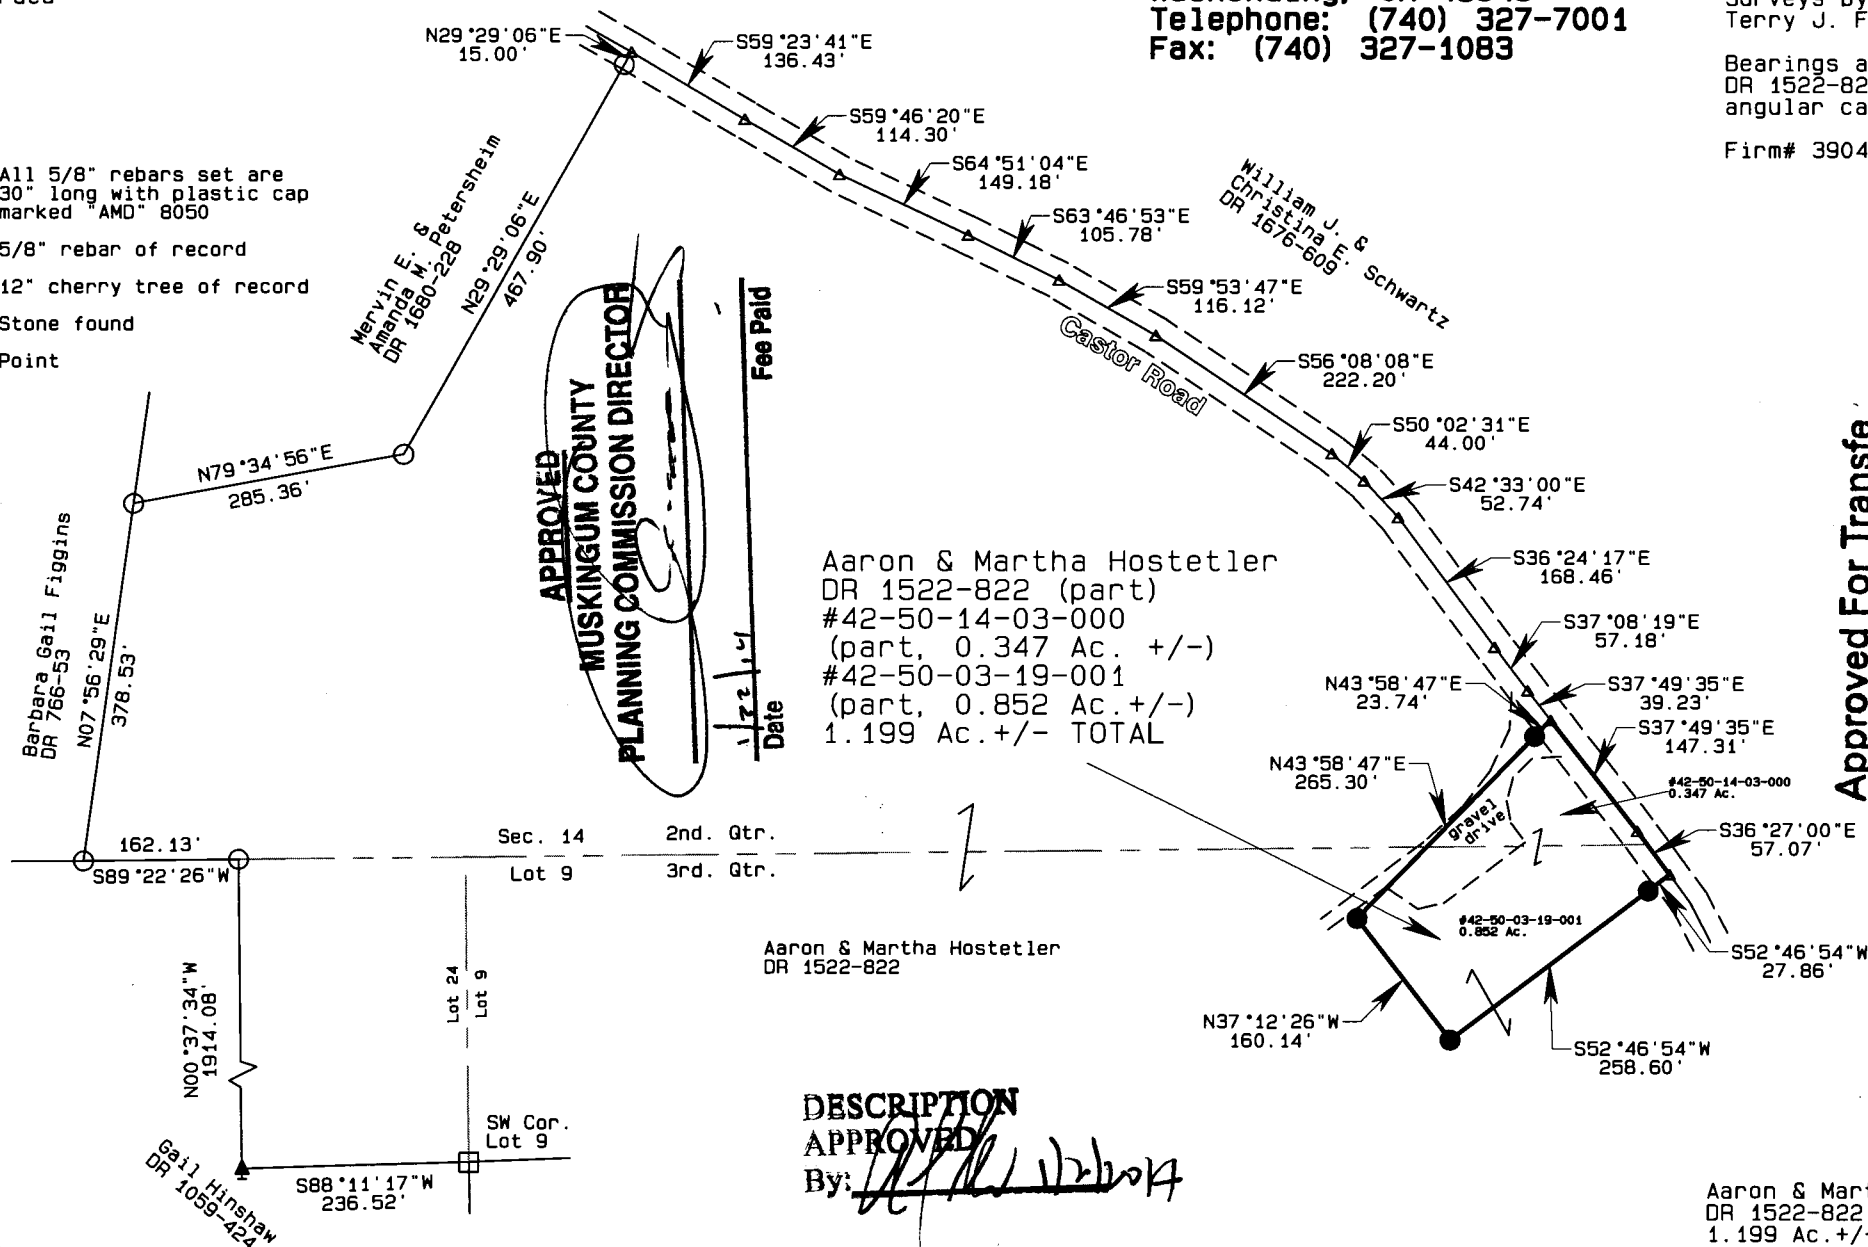 Telephone: (740) 327-7001
Fax: (740) 327-1083
Surveys By
Terry J. F
Bearings a
DR 1522-82
angular ca
Firm# 3904
All 5/8" rebars set are
30" long with plastic cap
marked "AMD" 8050
5/8" rebar of record
12" cherry tree of record
Stone found
Point
N29°29'06"E
15.00'
S59°23'41"E
136.43'
S59°46'20"E
114.30'
S64°51'04"E
149.18'
S63°46'53"E
105.78'
S59°53'47"E
116.12'
S56°08'08"E
222.20'
S50°02'31"E
44.00'
S42°33'00"E
52.74'
S36°24'17"E
168.46'
S37°08'19"E
57.18'
S37°49'35"E
39.23'
S37°49'35"E
147.31'
S36°27'00"E
57.07'
S52°46'54"W
27.86'
S52°46'54"W
258.60'
N37°12'26"W
160.14'
N43°58'47"E
265.30'
N43°58'47"E
23.74'
#42-50-14-03-000
0.347 Ac.
#42-50-03-19-001
0.852 Ac.
gravel
drive
Castor Road
William J. &
Christina E. Schwartz
DR 1676-609
Mervin E. &
Amanda M. Petersheim
DR 1680-228
N29°29'06"E
467.90'
N79°34'56"E
285.36'
Barbara Gail Figgins
DR 766-53
N07°56'29"E
378.53'
162.13'
S89°22'26"W
N00°37'34"W
1914.08'
Gail Hinshaw
DR 1059-424
S88°11'17"W
236.52'
SW Cor.
Lot 9
Lot 24
Lot 9
Sec. 14 2nd. Qtr.
Lot 9 3rd. Qtr.
APPROVED
MUSKINGUM COUNTY
PLANNING COMMISSION DIRECTOR
1/22/14
Date Fee Paid
Aaron & Martha Hostetler
DR 1522-822 (part)
#42-50-14-03-000
(part, 0.347 Ac. +/-)
#42-50-03-19-001
(part, 0.852 Ac.+/-)
1.199 Ac.+/- TOTAL
Aaron & Martha Hostetler
DR 1522-822
DESCRIPTION
APPROVED
By: 1/2/2014
Approved For Transfe
Aaron & Mart
DR 1522-822
1.199 Ac.+/